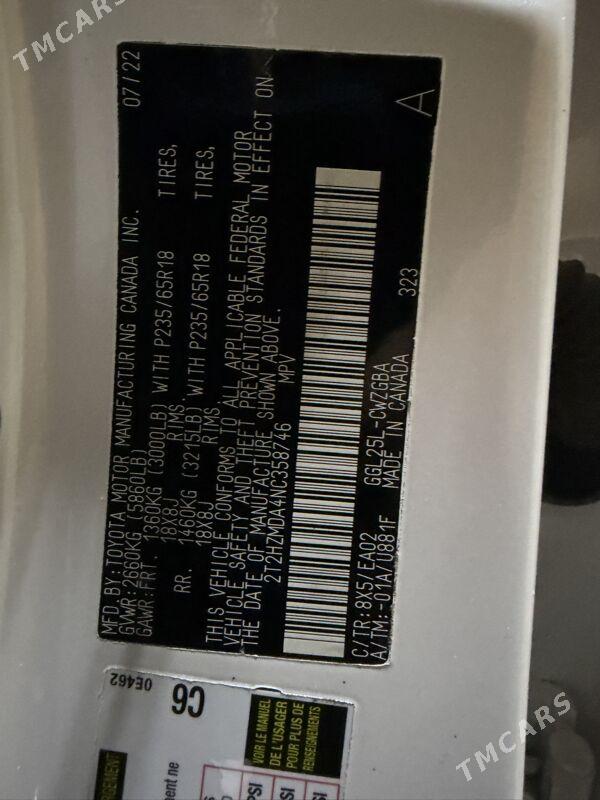 TMCARS
MFD BY:TOYOTA MOTOR MANUFACTURING CANADA INC. 07/22
GVWR:2660KG (5860LB)
GAWR:FRT. 1360KG (3000LB) WITH P235/65R18 TIRES,
18X8J RIMS
RR. 1460KG (3215LB) WITH P235/65R18 TIRES,
18X8J RIMS
THIS VEHICLE CONFORMS TO ALL APPLICABLE FEDERAL MOTOR
VEHICLE SAFETY AND THEFT PREVENTION STANDARDS IN EFFECT ON
THE DATE OF MANUFACTURE SHOWN ABOVE.
2T2HZMDA4NC358746 MPV
C/TR:8X5/EA02 GGL25L-CWZGBA 323 A
A/TM:-01A/U881F MADE IN CANADA
0E462
C6
VOIR LE MANUEL
DE L'USAGER
POUR PLUS DE
RENSEIGNEMENTS
PSI
PSI
PSI
TMCARS